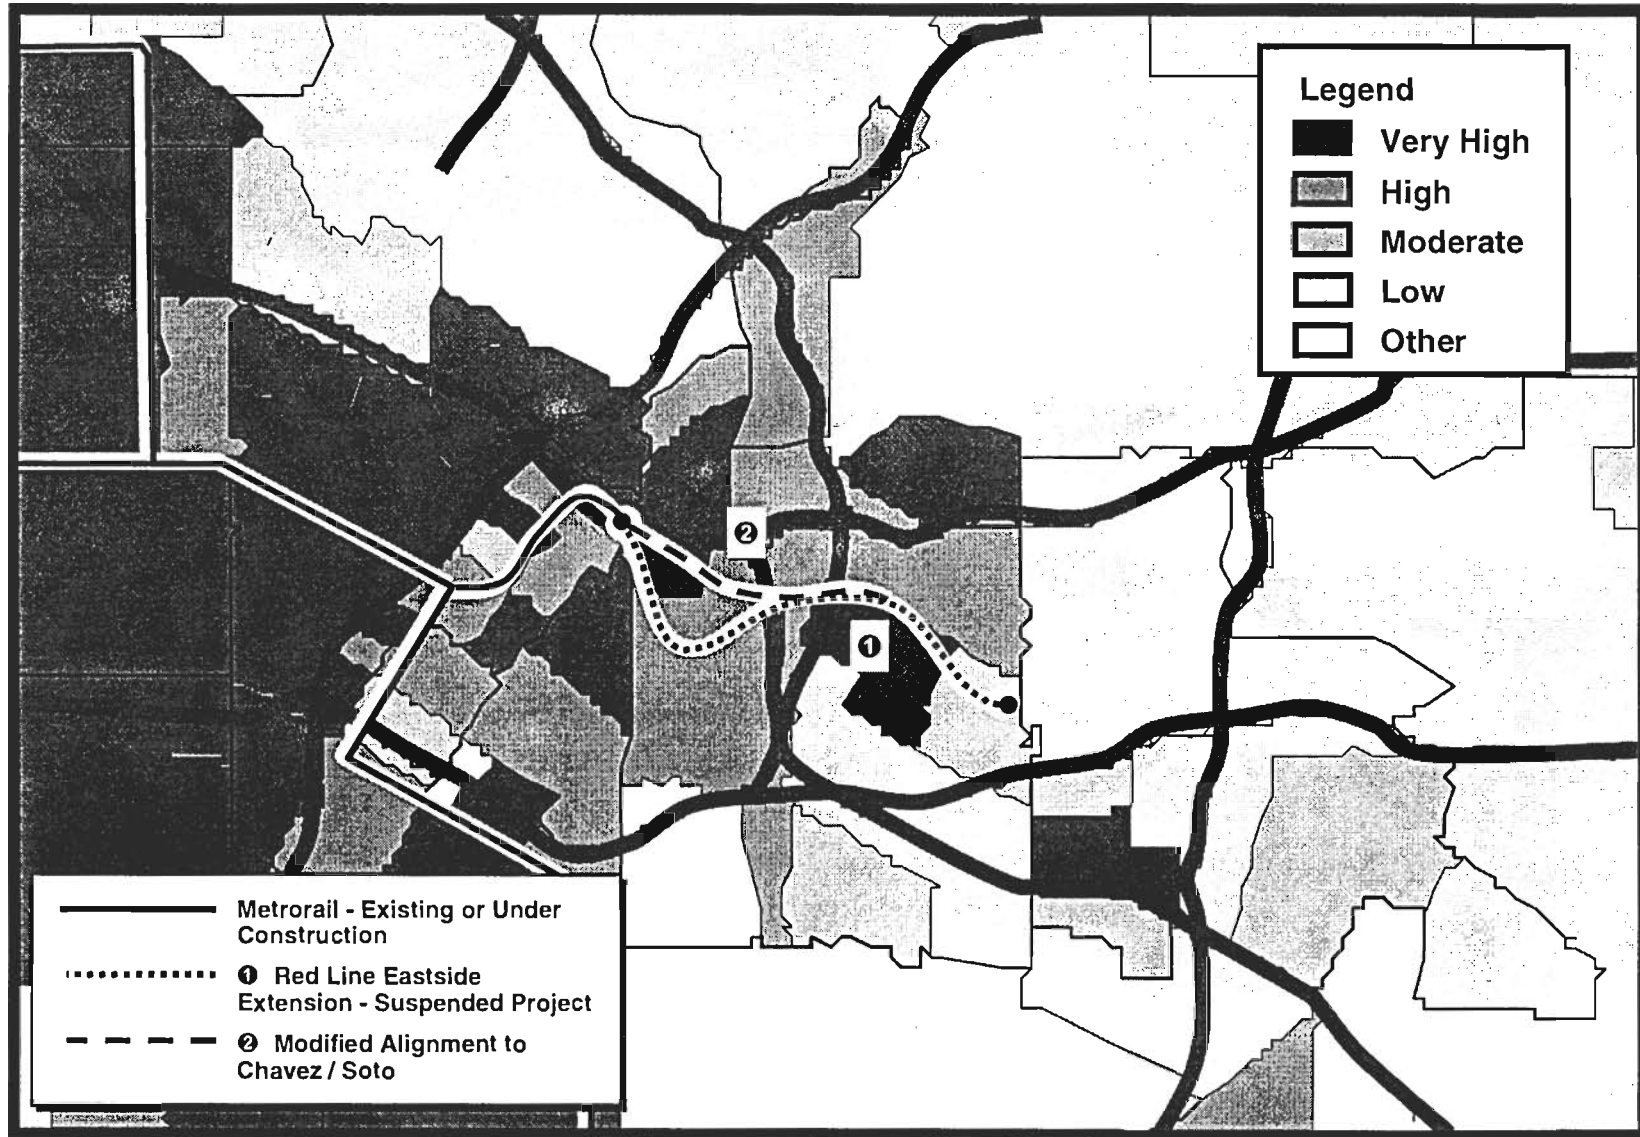 Legend
Very High
High
Moderate
Low
Other
❷
❶
Metrorail - Existing or Under
Construction
❶ Red Line Eastside
Extension - Suspended Project
❷ Modified Alignment to
Chavez / Soto